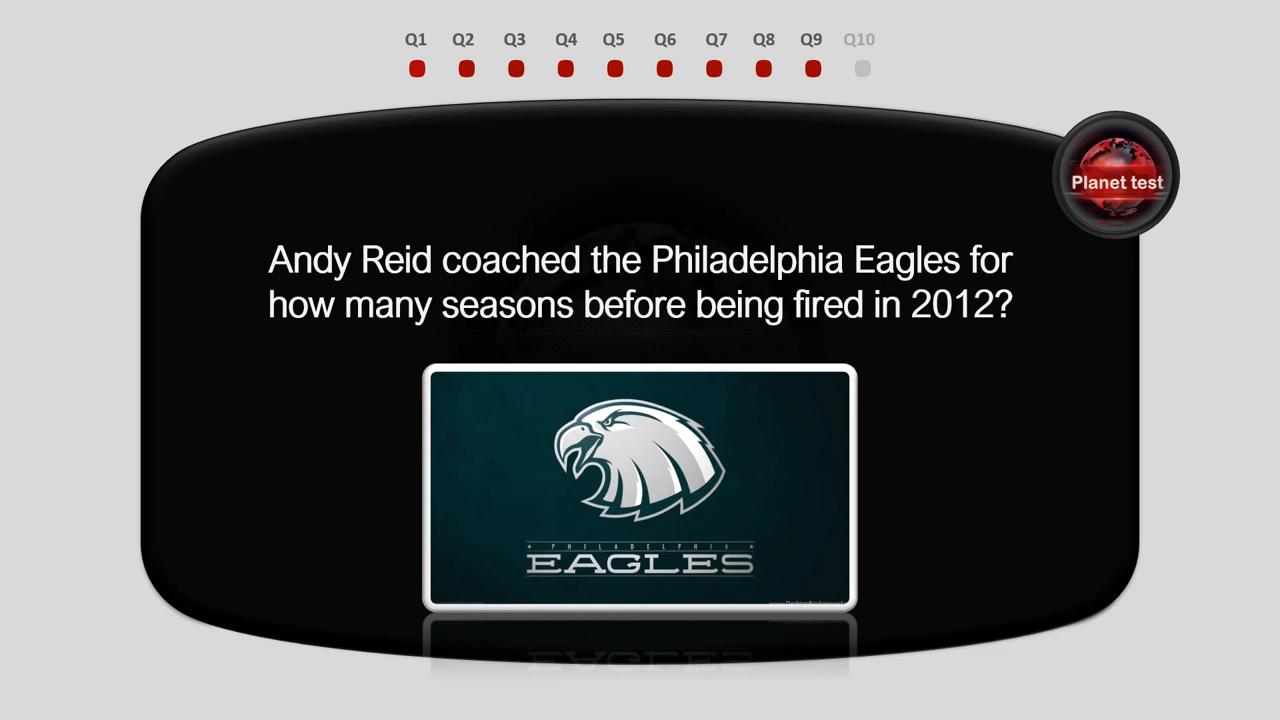 Q1 Q2 Q3 Q4 Q5 Q6 Q7 Q8 Q9 Q10
Planet test
Andy Reid coached the Philadelphia Eagles for
how many seasons before being fired in 2012?
PHILADELPHIA
EAGLES